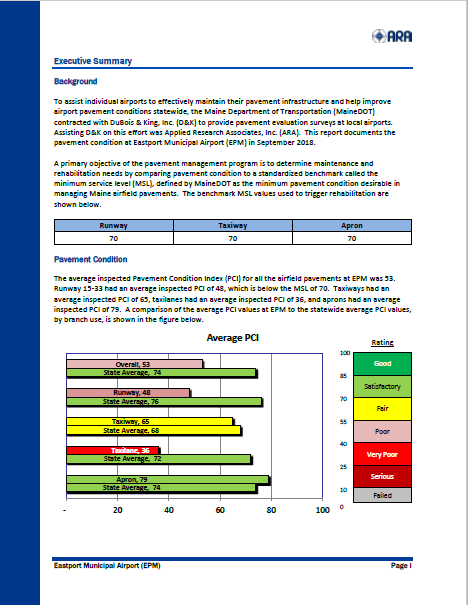 ARA
Executive Summary
Background
To assist individual airports to effectively maintain their pavement infrastructure and help improve
airport pavement conditions statewide, the Maine Department of Transportation (MaineDOT)
contracted with DuBois & King, Inc. (D&K) to provide pavement evaluation surveys at local airports.
Assisting D&K on this effort was Applied Research Associates, Inc. (ARA). This report documents the
pavement condition at Eastport Municipal Airport (EPM) in September 2018.
A primary objective of the pavement management program is to determine maintenance and
rehabilitation needs by comparing pavement condition to a standardized benchmark called the
minimum service level (MSL), defined by MaineDOT as the minimum pavement condition desirable in
managing Maine airfield pavements. The benchmark MSL values used to trigger rehabilitation are
shown below.
Runway Taxiway Apron
70 70 70
Pavement Condition
The average inspected Pavement Condition Index (PCI) for all the airfield pavements at EPM was 53.
Runway 15-33 had an average inspected PCI of 48, which is below the MSL of 70. Taxiways had an
average inspected PCI of 65, taxilanes had an average inspected PCI of 36, and aprons had an average
inspected PCI of 79. A comparison of the average PCI values at EPM to the statewide average PCI values,
by branch use, is shown in the figure below.
Average PCI
Overall, 53
State Average, 74
Runway, 48
State Average, 76
Taxiway, 65
State Average, 68
Taxilane, 36
State Average, 72
Apron, 79
State Average, 74
- 20 40 60 80 100
Rating
100
Good
85
Satisfactory
70
Fair
55
Poor
40
Very Poor
25
Serious
10
Failed
0
Eastport Municipal Airport (EPM) Page i